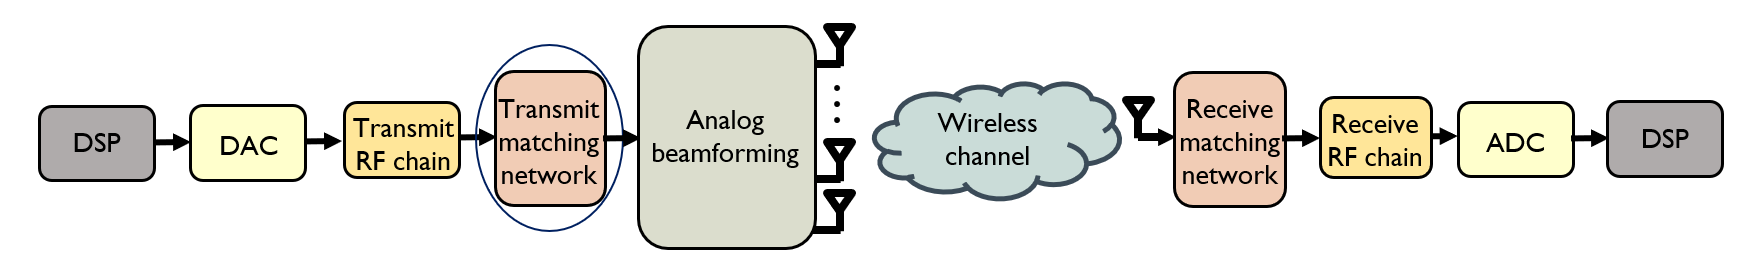 DSP
DAC
Transmit
RF chain
Transmit
matching
network
Analog
beamforming
Wireless
channel
Receive
matching
network
Receive
RF chain
ADC
DSP